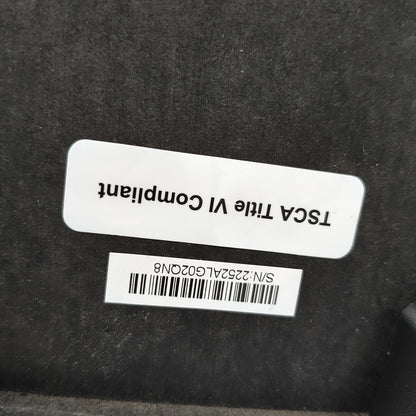 S/N:2252ALG02QN8
TSCA Title VI Compliant